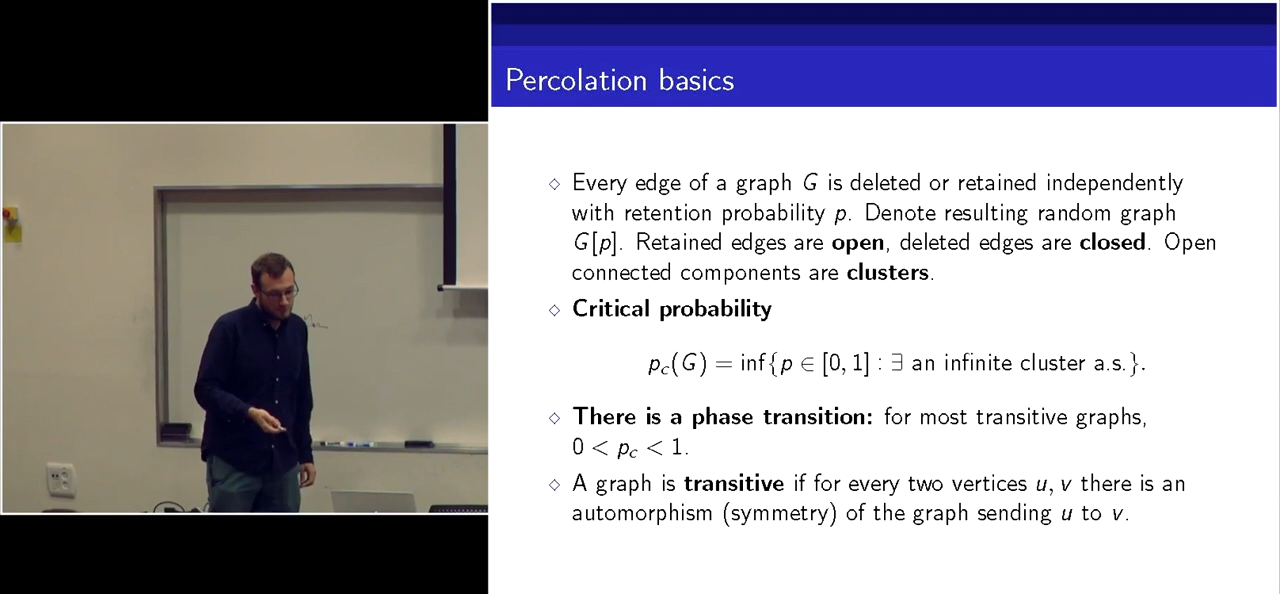 Percolation basics
◇ Every edge of a graph G is deleted or retained independently
with retention probability p. Denote resulting random graph
G[p]. Retained edges are open, deleted edges are closed. Open
connected components are clusters.
◇ Critical probability
p_c(G) = inf{p ∈ [0, 1] : ∃ an infinite cluster a.s.}.
◇ There is a phase transition: for most transitive graphs,
0 < p_c < 1.
◇ A graph is transitive if for every two vertices u, v there is an
automorphism (symmetry) of the graph sending u to v.